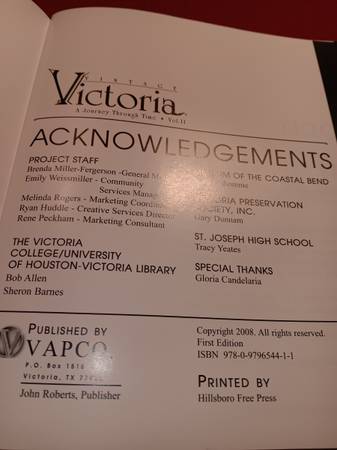 VINTAGE
Victoria
A Journey Through Time • Vol.II
ACKNOWLEDGEMENTS
PROJECT STAFF
Brenda Miller-Fergerson -General
Emily Weissmiller - Community
Services
Melinda Rogers - Marketing
Ryan Huddle - Creative Services Director
Rene Peckham - Marketing Consultant
THE VICTORIA
COLLEGE/UNIVERSITY
OF HOUSTON-VICTORIA LIBRARY
Bob Allen
Sheron Barnes
OF THE COASTAL BEND
PRESERVATION
SOCIETY, INC.
Gary Dunnam
ST. JOSEPH HIGH SCHOOL
Tracy Yeates
SPECIAL THANKS
Gloria Candelaria
PUBLISHED BY
VAPCO
P.O. Box 1518
Victoria, TX
John Roberts, Publisher
Copyright 2008. All rights reserved.
First Edition
ISBN 978-0-9796544-1-1
PRINTED BY
Hillsboro Free Press